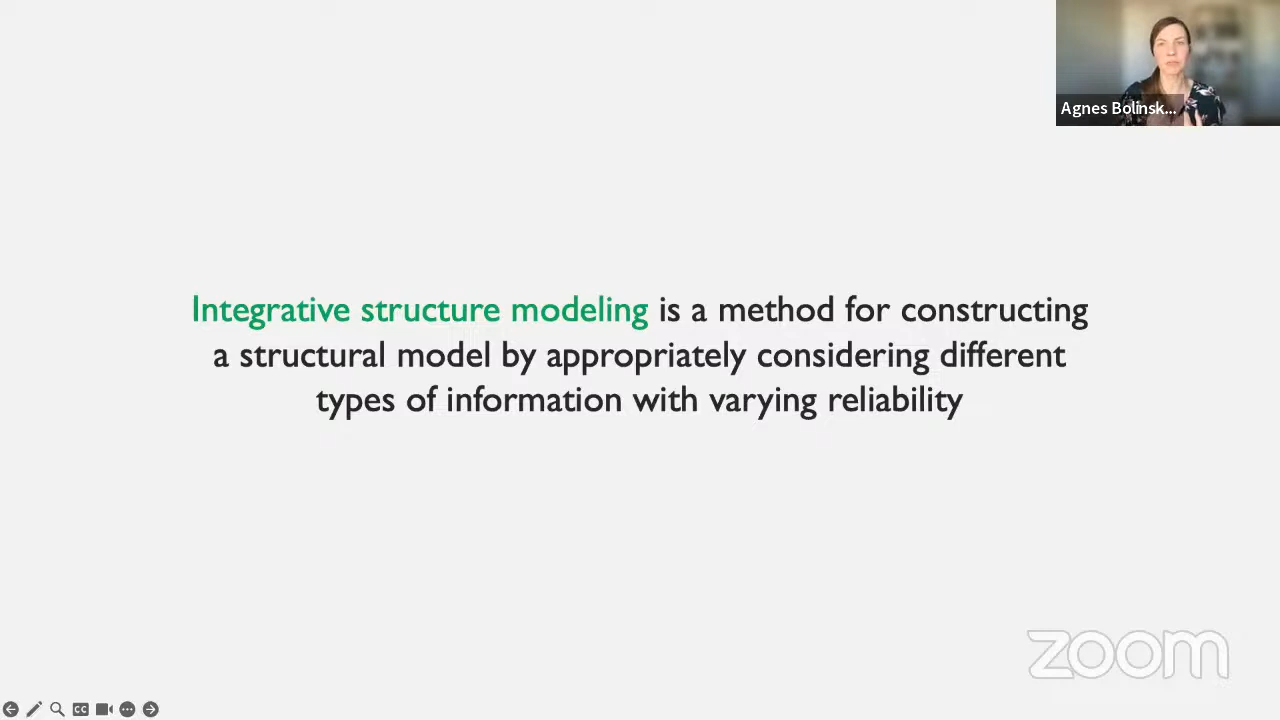 Agnes Bolinsk...
Integrative structure modeling is a method for constructing
a structural model by appropriately considering different
types of information with varying reliability
zoom
CC